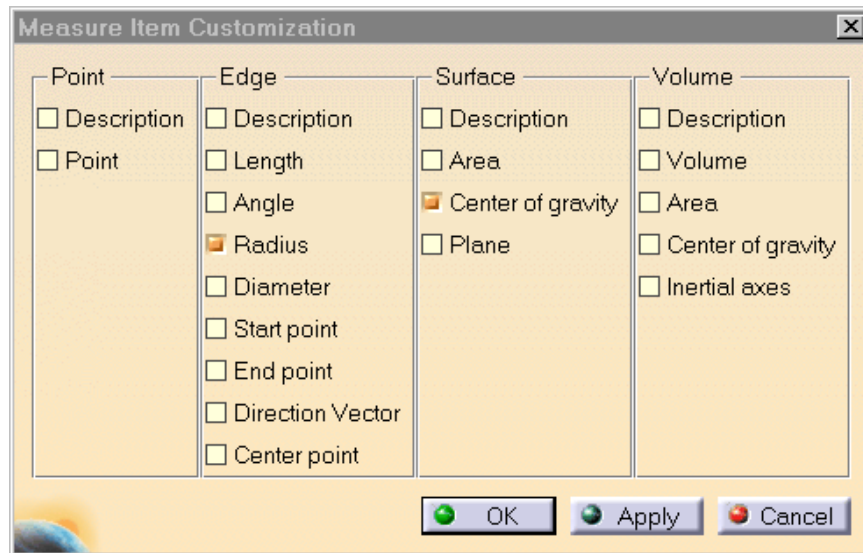 Measure Item Customization
Point
Description
Point
Edge
Description
Length
Angle
Radius
Diameter
Start point
End point
Direction Vector
Center point
Surface
Description
Area
Center of gravity
Plane
Volume
Description
Volume
Area
Center of gravity
Inertial axes
OK
Apply
Cancel